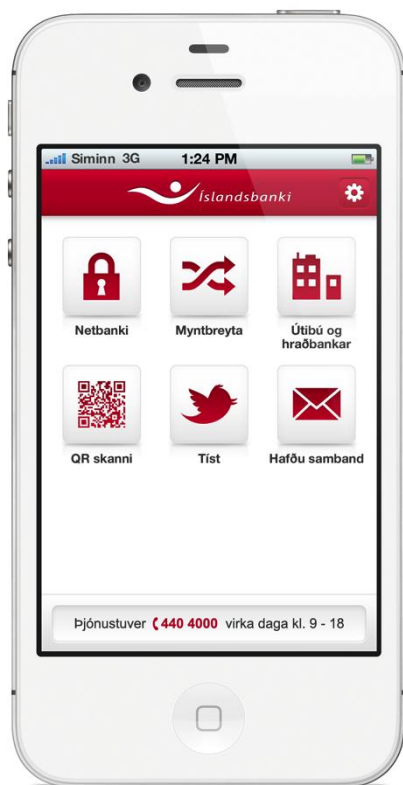 Siminn 3G 1:24 PM
Íslandsbanki
Netbanki
Myntbreyta
Útibú og
hraðbankar
QR skanni
Tíst
Hafðu samband
Þjónustuver 440 4000 virka daga kl. 9 - 18